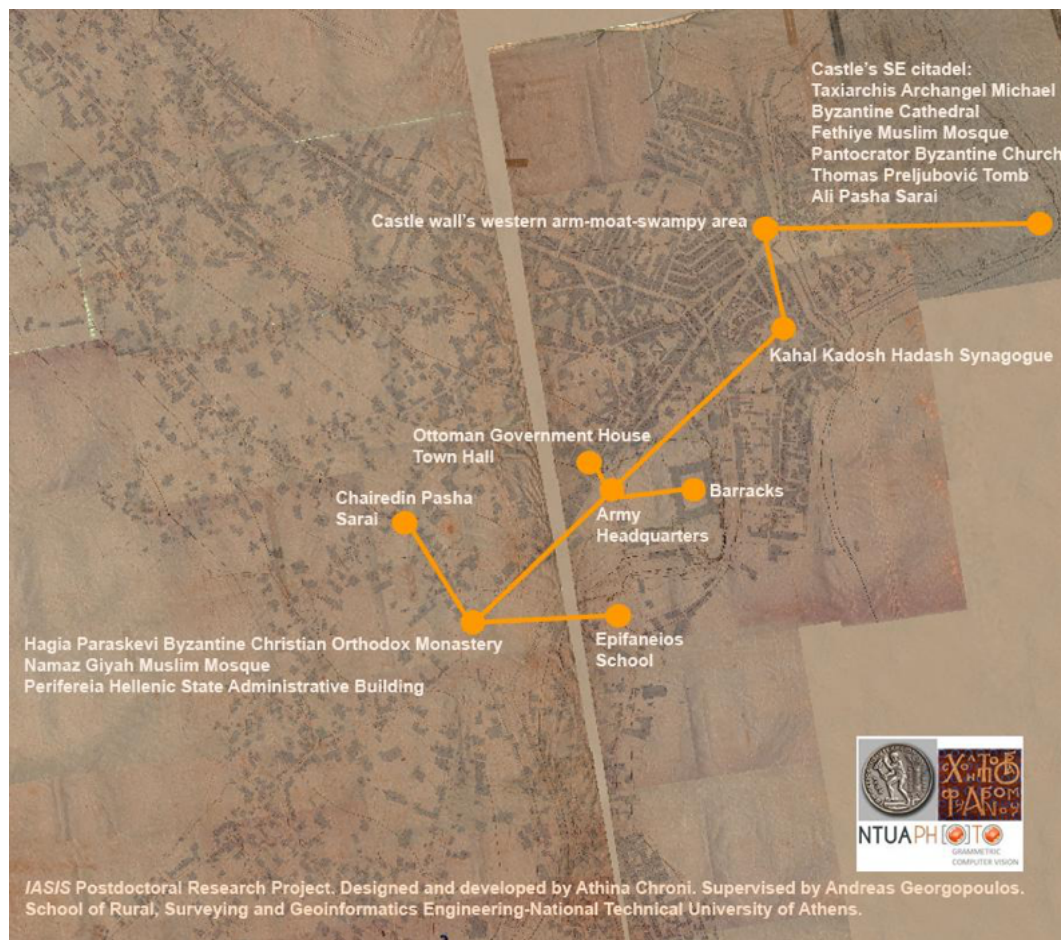 Castle's SE citadel:
Taxiarchis Archangel Michael
Byzantine Cathedral
Fethiye Muslim Mosque
Pantocrator Byzantine Church
Thomas Preljubović Tomb
Ali Pasha Sarai
Castle wall's western arm-moat-swampy area
Kahal Kadosh Hadash Synagogue
Ottoman Government House
Town Hall
Chairedin Pasha
Sarai
Barracks
Army
Headquarters
Hagia Paraskevi Byzantine Christian Orthodox Monastery
Namaz Giyah Muslim Mosque
Perifereia Hellenic State Administrative Building
Epifaneios
School
NTUA PH[O]TO
GRAMMETRIC
COMPUTER VISION
IASIS Postdoctoral Research Project. Designed and developed by Athina Chroni. Supervised by Andreas Georgopoulos.
School of Rural, Surveying and Geoinformatics Engineering-National Technical University of Athens.